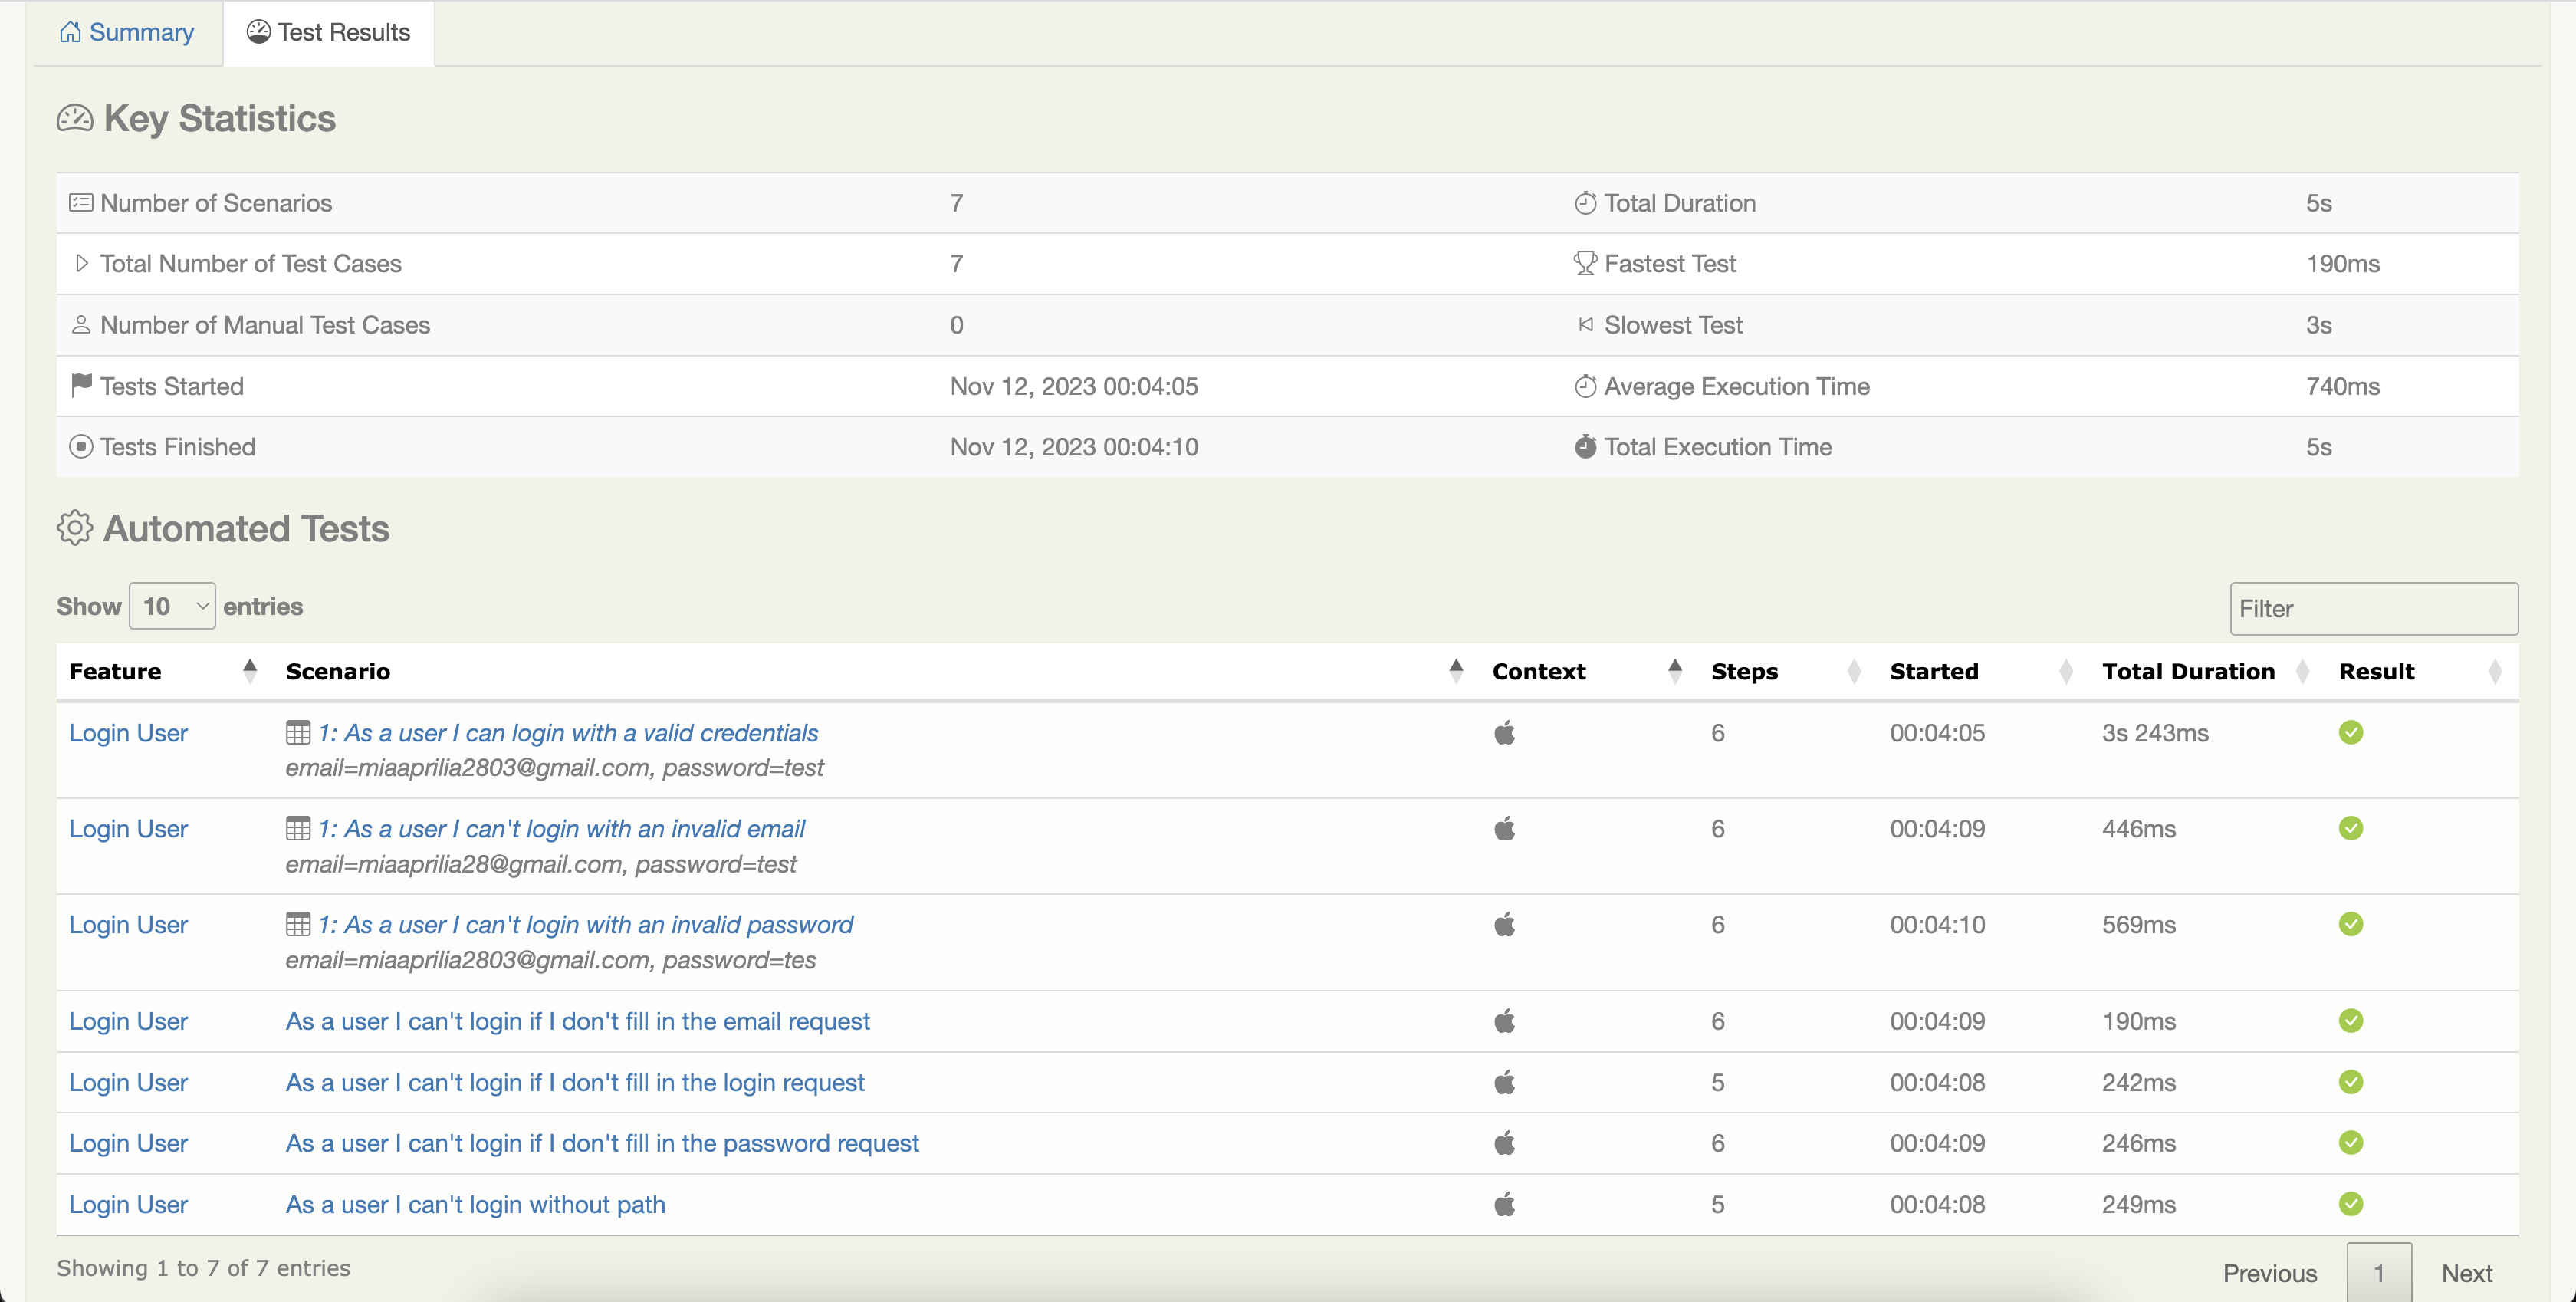 Summary
Test Results
Key Statistics
Number of Scenarios 7 Total Duration 5s
Total Number of Test Cases 7 Fastest Test 190ms
Number of Manual Test Cases 0 Slowest Test 3s
Tests Started Nov 12, 2023 00:04:05 Average Execution Time 740ms
Tests Finished Nov 12, 2023 00:04:10 Total Execution Time 5s
Automated Tests
Show 10 entries Filter
Feature Scenario Context Steps Started Total Duration Result
Login User 1: As a user I can login with a valid credentials 6 00:04:05 3s 243ms
email=miaaprilia2803@gmail.com, password=test
Login User 1: As a user I can't login with an invalid email 6 00:04:09 446ms
email=miaaprilia28@gmail.com, password=test
Login User 1: As a user I can't login with an invalid password 6 00:04:10 569ms
email=miaaprilia2803@gmail.com, password=tes
Login User As a user I can't login if I don't fill in the email request 6 00:04:09 190ms
Login User As a user I can't login if I don't fill in the login request 5 00:04:08 242ms
Login User As a user I can't login if I don't fill in the password request 6 00:04:09 246ms
Login User As a user I can't login without path 5 00:04:08 249ms
Showing 1 to 7 of 7 entries Previous 1 Next